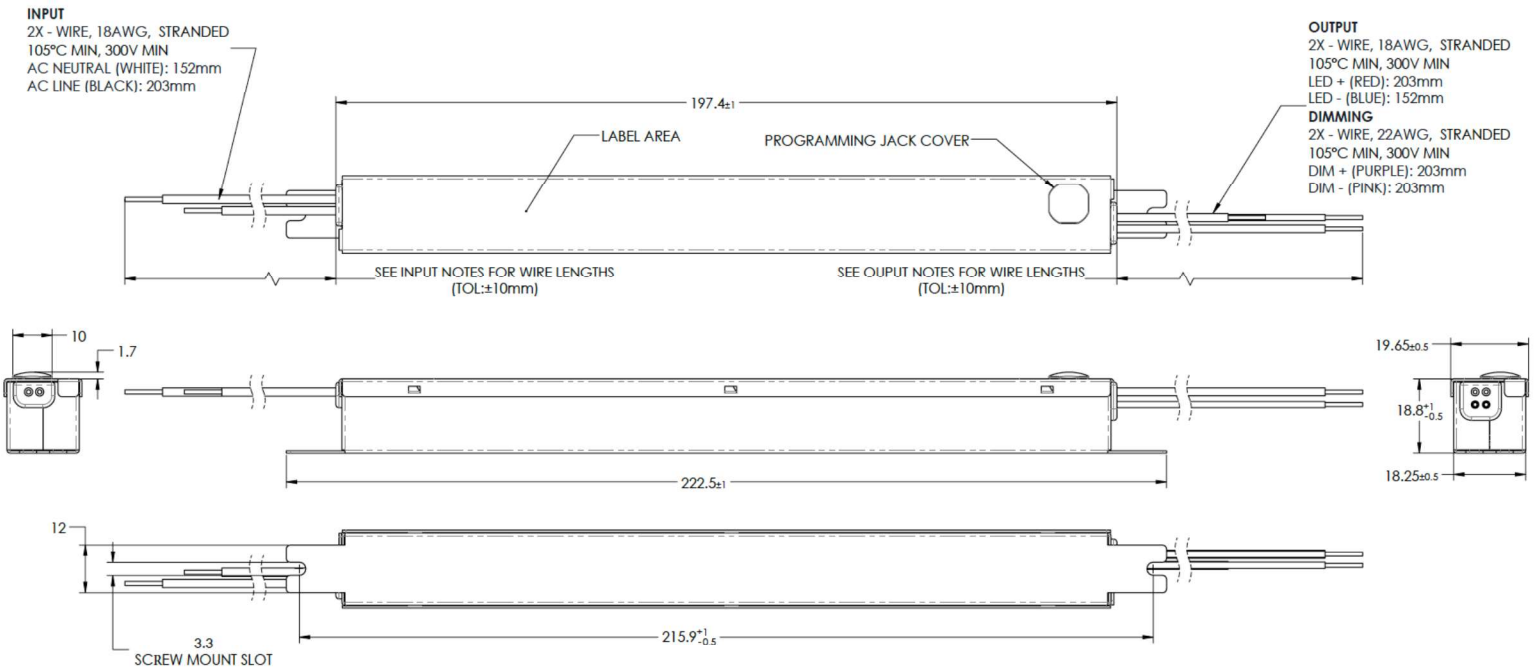 INPUT
2X - WIRE, 18AWG, STRANDED
105°C MIN, 300V MIN
AC NEUTRAL (WHITE): 152mm
AC LINE (BLACK): 203mm
OUTPUT
2X - WIRE, 18AWG, STRANDED
105°C MIN, 300V MIN
LED + (RED): 203mm
LED - (BLUE): 152mm
DIMMING
2X - WIRE, 22AWG, STRANDED
105°C MIN, 300V MIN
DIM + (PURPLE): 203mm
DIM - (PINK): 203mm
197.4±1
LABEL AREA
PROGRAMMING JACK COVER
SEE INPUT NOTES FOR WIRE LENGTHS
(TOL:±10mm)
SEE OUPUT NOTES FOR WIRE LENGTHS
(TOL:±10mm)
10
1.7
19.65±0.5
18.8 +1 -0.5
18.25±0.5
222.5±1
12
3.3
SCREW MOUNT SLOT
215.9 +1 -0.5